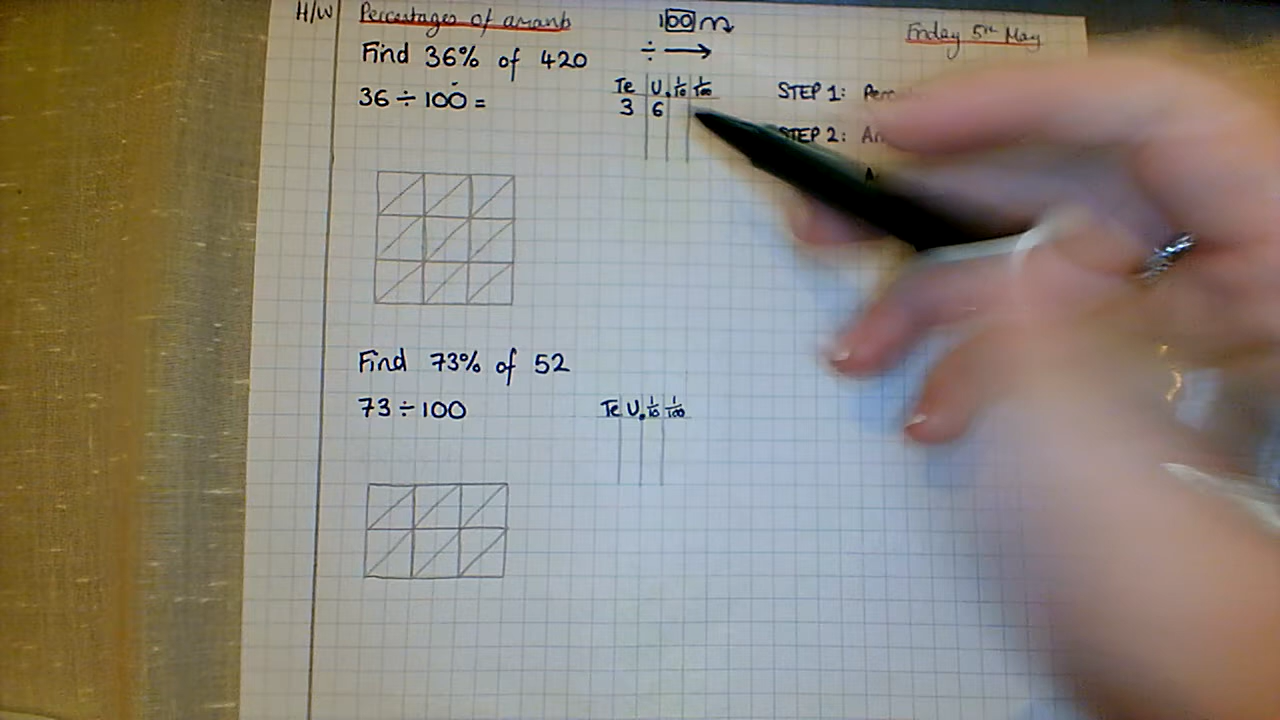 H/W Percentages of amounts 100 Friday 5th May
Find 36% of 420 ÷ →
36 ÷ 100 = Te U . 1/10 1/100 STEP 1:
3 6 STEP 2:
Find 73% of 52
73 ÷ 100 Te U . 1/10 1/100